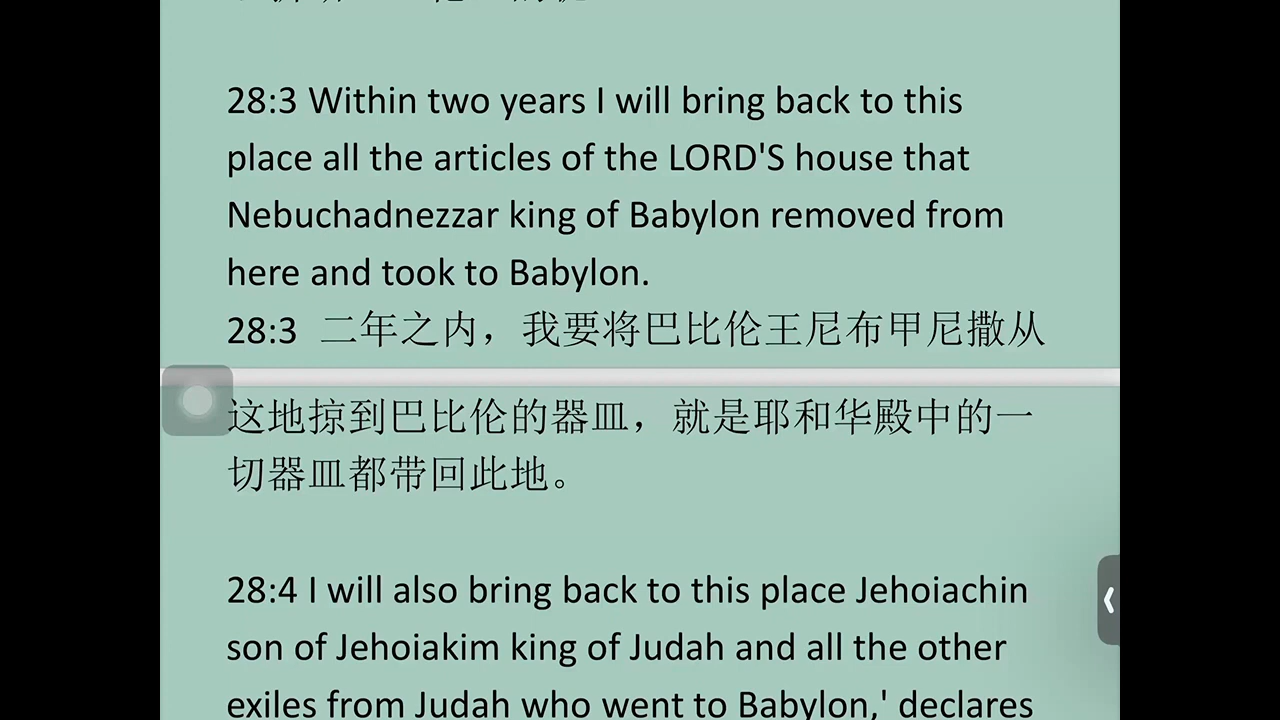 28:3 Within two years I will bring back to this
place all the articles of the LORD'S house that
Nebuchadnezzar king of Babylon removed from
here and took to Babylon.
28:3 二年之内，我要将巴比伦王尼布甲尼撒从
这地掠到巴比伦的器皿，就是耶和华殿中的一
切器皿都带回此地。
28:4 I will also bring back to this place Jehoiachin
son of Jehoiakim king of Judah and all the other
exiles from Judah who went to Babylon,' declares